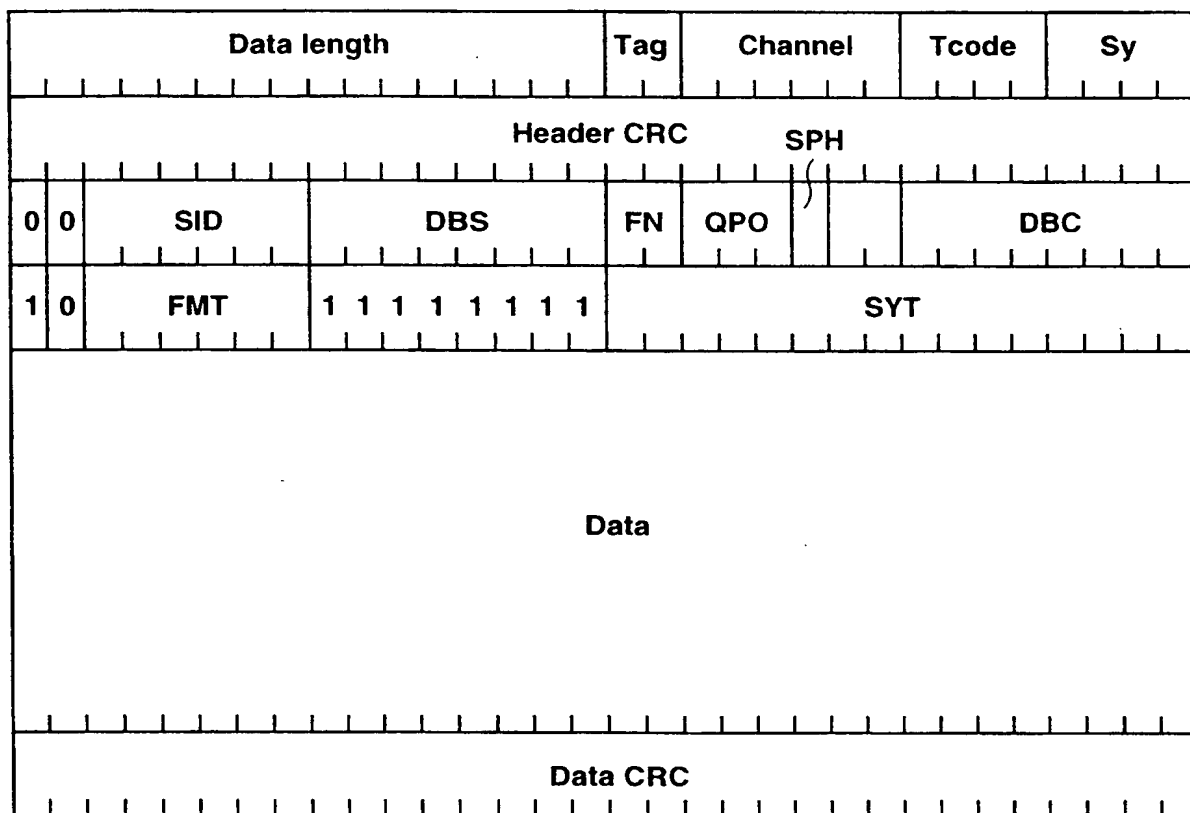 Data length Tag Channel Tcode Sy
Header CRC
SPH
0 0 SID DBS FN QPO DBC
1 0 FMT 1 1 1 1 1 1 1 1 SYT
Data
Data CRC